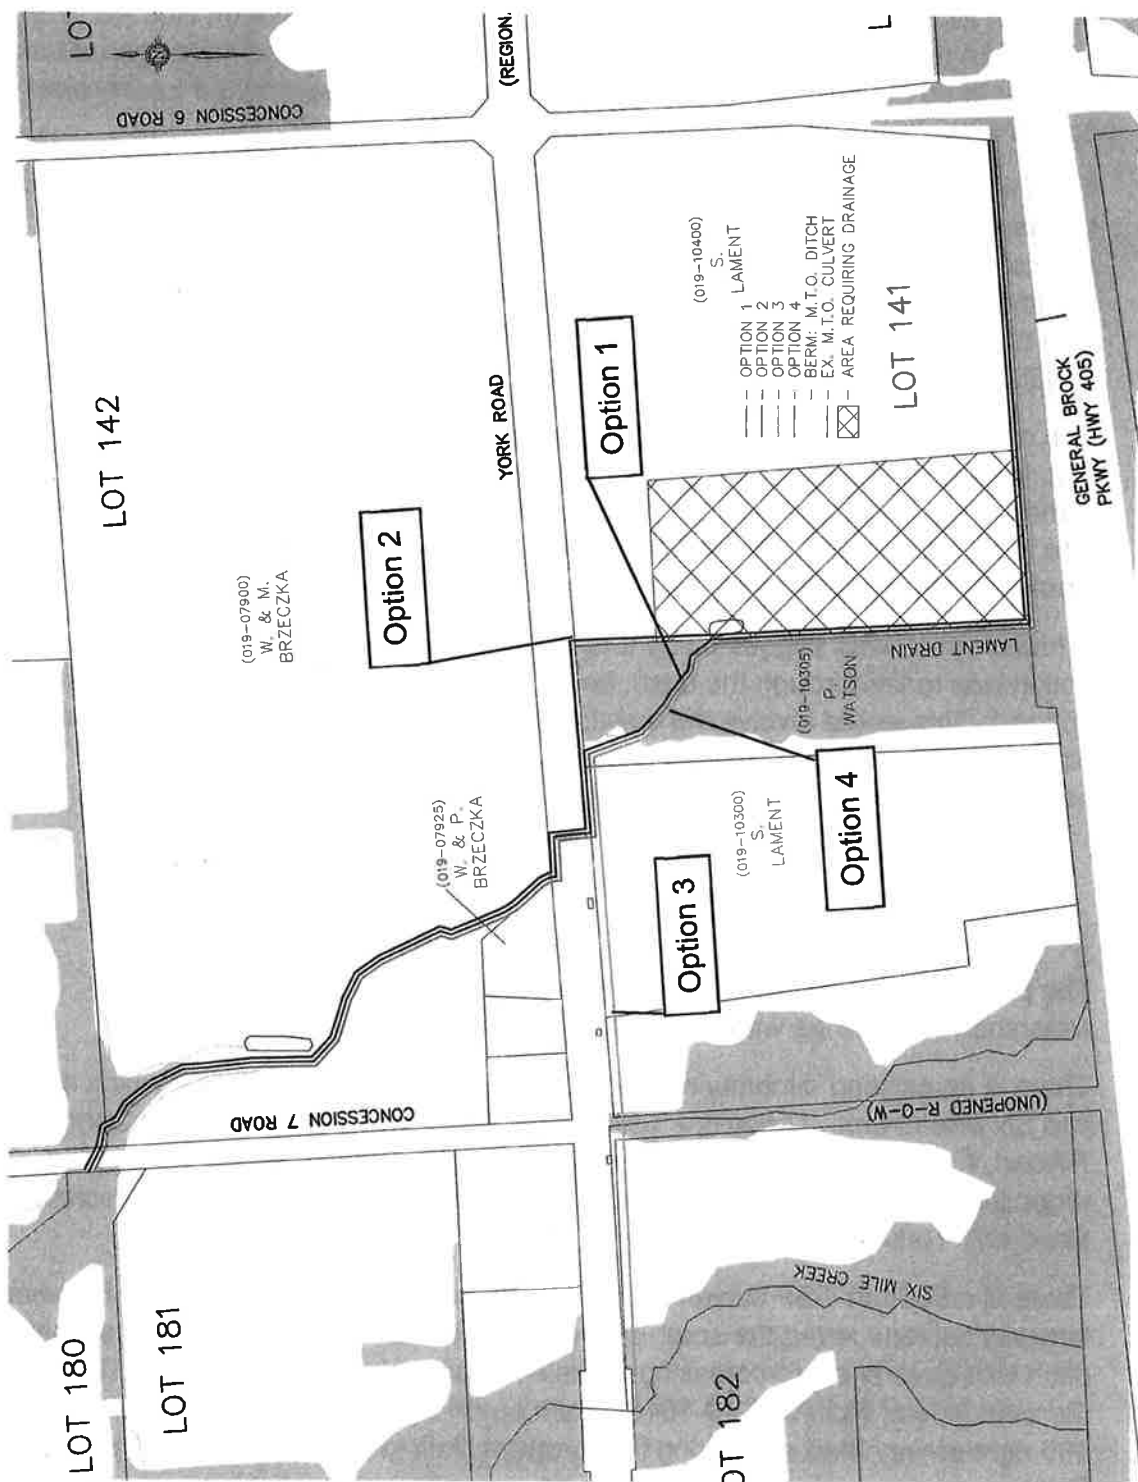 LOT 180
LOT 181
LOT 142
LO
N
CONCESSION 7 ROAD
CONCESSION 6 ROAD
(019-07900)
W. & M.
BRZECZKA
(019-07925)
W. & P.
BRZECZKA
Option 2
YORK ROAD
(REGION.
Option 1
(019-10400)
S.
LAMENT
- OPTION 1
- OPTION 2
- OPTION 3
- OPTION 4
- BERM: M.T.O. DITCH
- EX. M.T.O. CULVERT
- AREA REQUIRING DRAINAGE
LOT 141
L
Option 3
(019-10300)
S.
LAMENT
Option 4
(019-10305)
P.
WATSON
LAMENT DRAIN
(UNOPENED R-O-W)
SIX MILE CREEK
OT 182
GENERAL BROCK
PKWY (HWY 405)